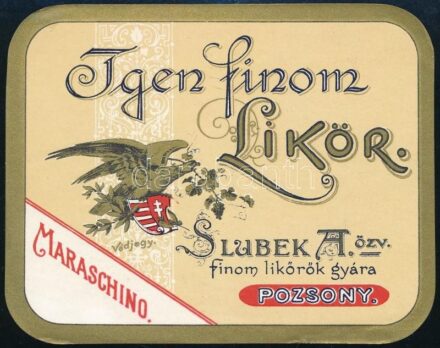 Igen finom
Likör.
Védjegy.
Slubek A. özv.
finom likőrök gyára
Pozsony.
Maraschino.